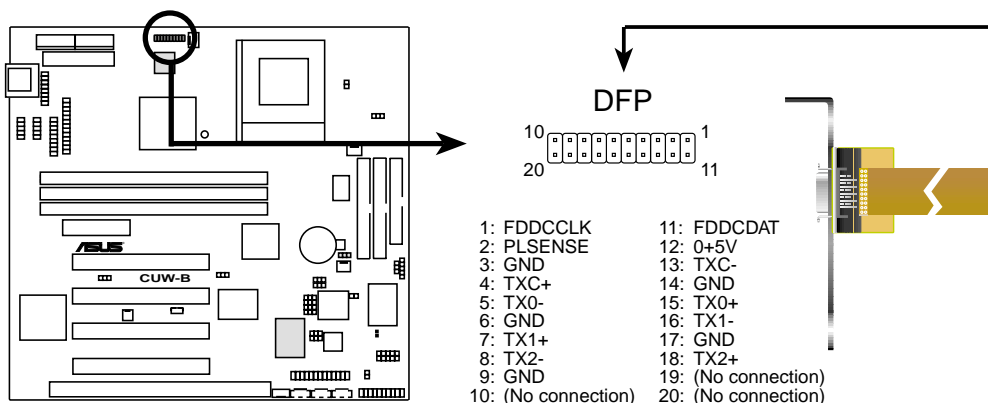 DFP
10 1
20 11
ASUS
CUW-B
1: FDDCCLK
2: PLSENSE
3: GND
4: TXC+
5: TX0-
6: GND
7: TX1+
8: TX2-
9: GND
10: (No connection)
11: FDDCDAT
12: 0+5V
13: TXC-
14: GND
15: TX0+
16: TX1-
17: GND
18: TX2+
19: (No connection)
20: (No connection)